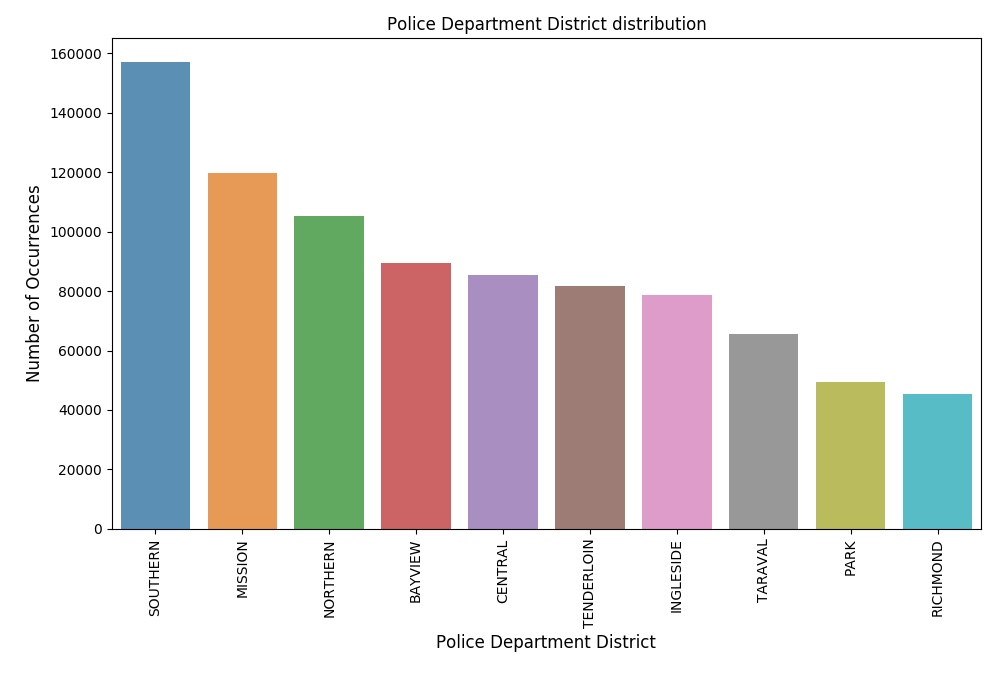 Police Department District distribution
Number of Occurrences
160000
140000
120000
100000
80000
60000
40000
20000
0
SOUTHERN
MISSION
NORTHERN
BAYVIEW
CENTRAL
TENDERLOIN
INGLESIDE
TARAVAL
PARK
RICHMOND
Police Department District